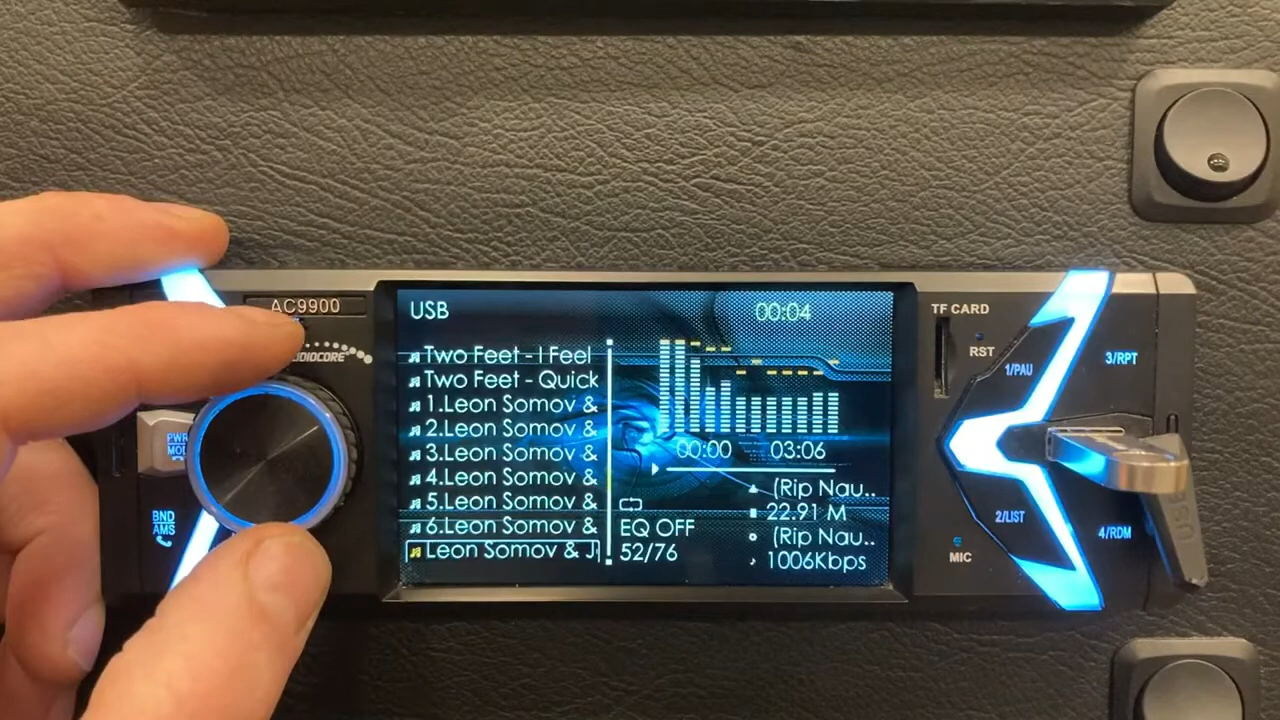 AC9900
AUDIOCORE
PWR
BND
AMS
USB
00:04
Two Feet - I Feel
Two Feet - Quick
1.Leon Somov &
2.Leon Somov &
3.Leon Somov &
4.Leon Somov &
5.Leon Somov &
6.Leon Somov &
Leon Somov & J
00:00
03:06
EQ OFF
52/76
(Rip Nau..
22.91 M
(Rip Nau..
1006Kbps
TF CARD
RST
1/PAU
3/RPT
2/LIST
4/RDM
MIC
USB